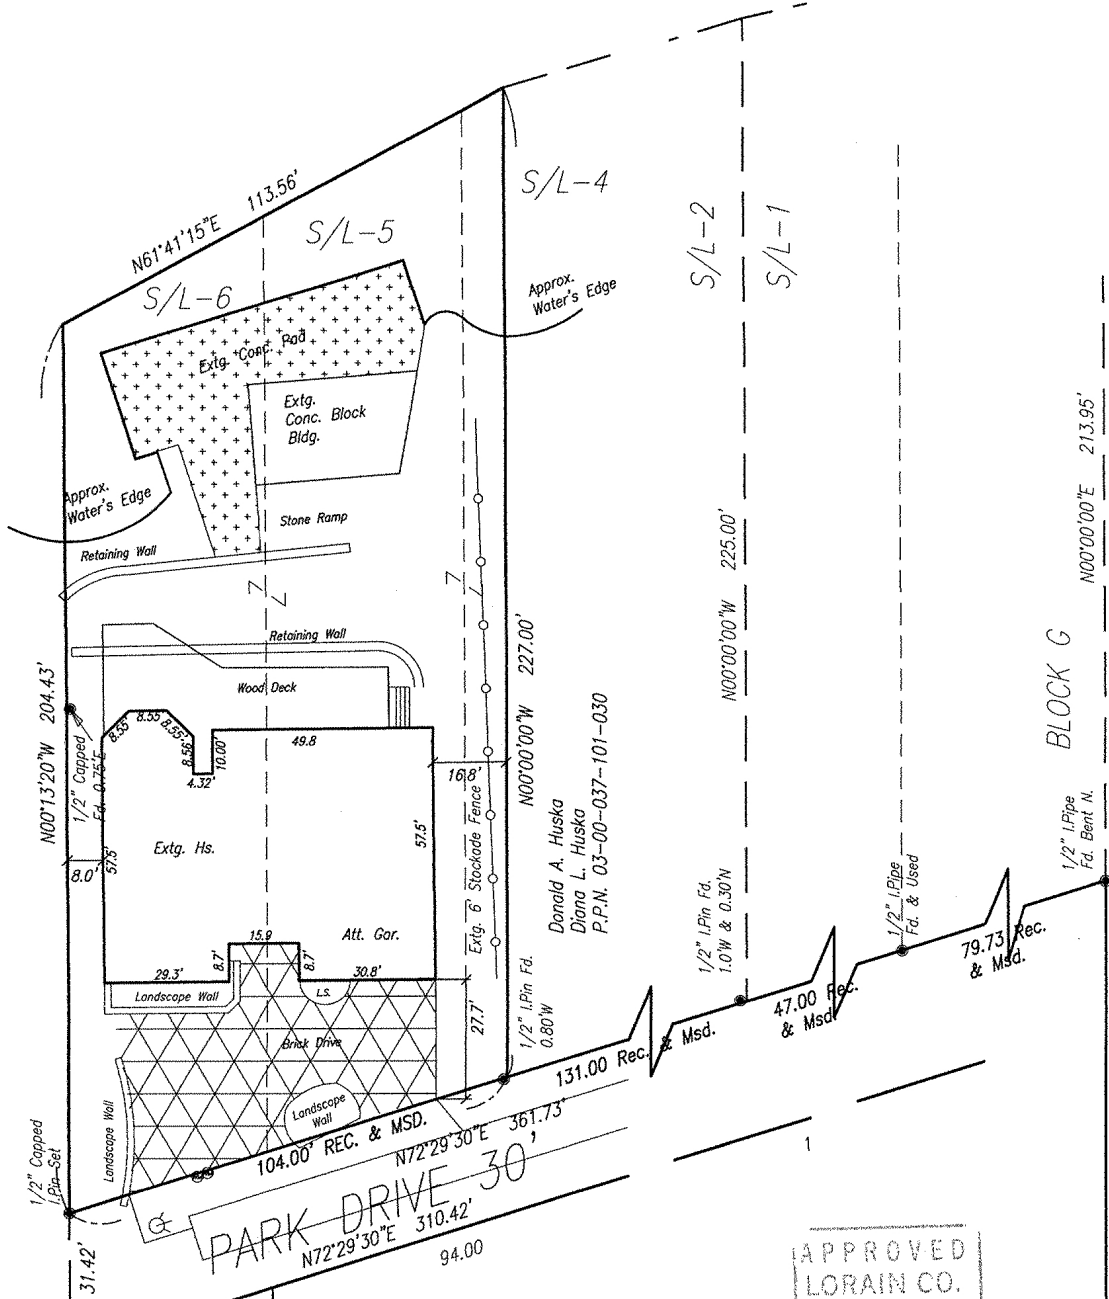 N61°41'15"E 113.56'
S/L-4
S/L-5
S/L-6
S/L-2
S/L-1
Approx.
Water's Edge
Extg. Conc. Pad
Extg.
Conc. Block
Bldg.
Approx.
Water's Edge
Stone Ramp
Retaining Wall
Retaining Wall
Wood Deck
N00°13'20"W 204.43'
1/2" Capped
Fd. 0.75'E
8.55'
8.55
8.55'
8.56'
4.32'
10.00'
49.8
16.8'
8.0'
57.5'
57.5'
Extg. Hs.
Att. Gar.
15.9
8.7'
8.7'
29.3'
30.8'
27.7'
Landscape Wall
L.S.
Brick Drive
Landscape
Wall
Landscape Wall
Extg. 6' Stockade Fence
N00°00'00"W 227.00'
Donald A. Huska
Diana L. Huska
P.P.N. 03-00-037-101-030
1/2" I.Pin Fd.
0.80'W
N00°00'00"W 225.00'
1/2" I.Pin Fd.
1.0'W & 0.30'N
1/2" I.Pipe
Fd. & Used
N00°00'00"E 213.95'
BLOCK G
1/2" I.Pipe
Fd. Bent N.
79.73 Rec.
& Msd.
47.00 Rec.
& Msd.
131.00 Rec. & Msd.
104.00' REC. & MSD.
N72°29'30"E 361.73'
PARK DRIVE 30'
N72°29'30"E 310.42'
94.00
1
1/2" Capped
I.Pin Set
31.42'
APPROVED
LORAIN CO.